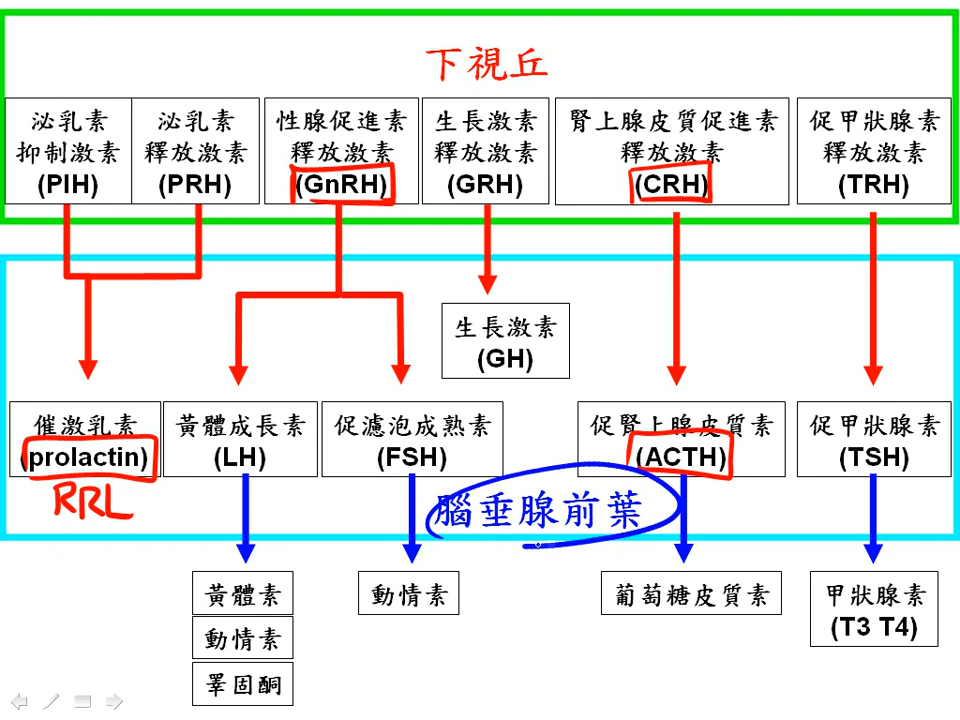 下視丘
泌乳素
抑制激素
(PIH)
泌乳素
釋放激素
(PRH)
性腺促進素
釋放激素
(GnRH)
生長激素
釋放激素
(GRH)
腎上腺皮質促進素
釋放激素
(CRH)
促甲狀腺素
釋放激素
(TRH)
生長激素
(GH)
催激乳素
(prolactin)
黃體成長素
(LH)
促濾泡成熟素
(FSH)
促腎上腺皮質素
(ACTH)
促甲狀腺素
(TSH)
RRL
腦垂腺前葉
黃體素
動情素
睪固酮
動情素
葡萄糖皮質素
甲狀腺素
(T3 T4)